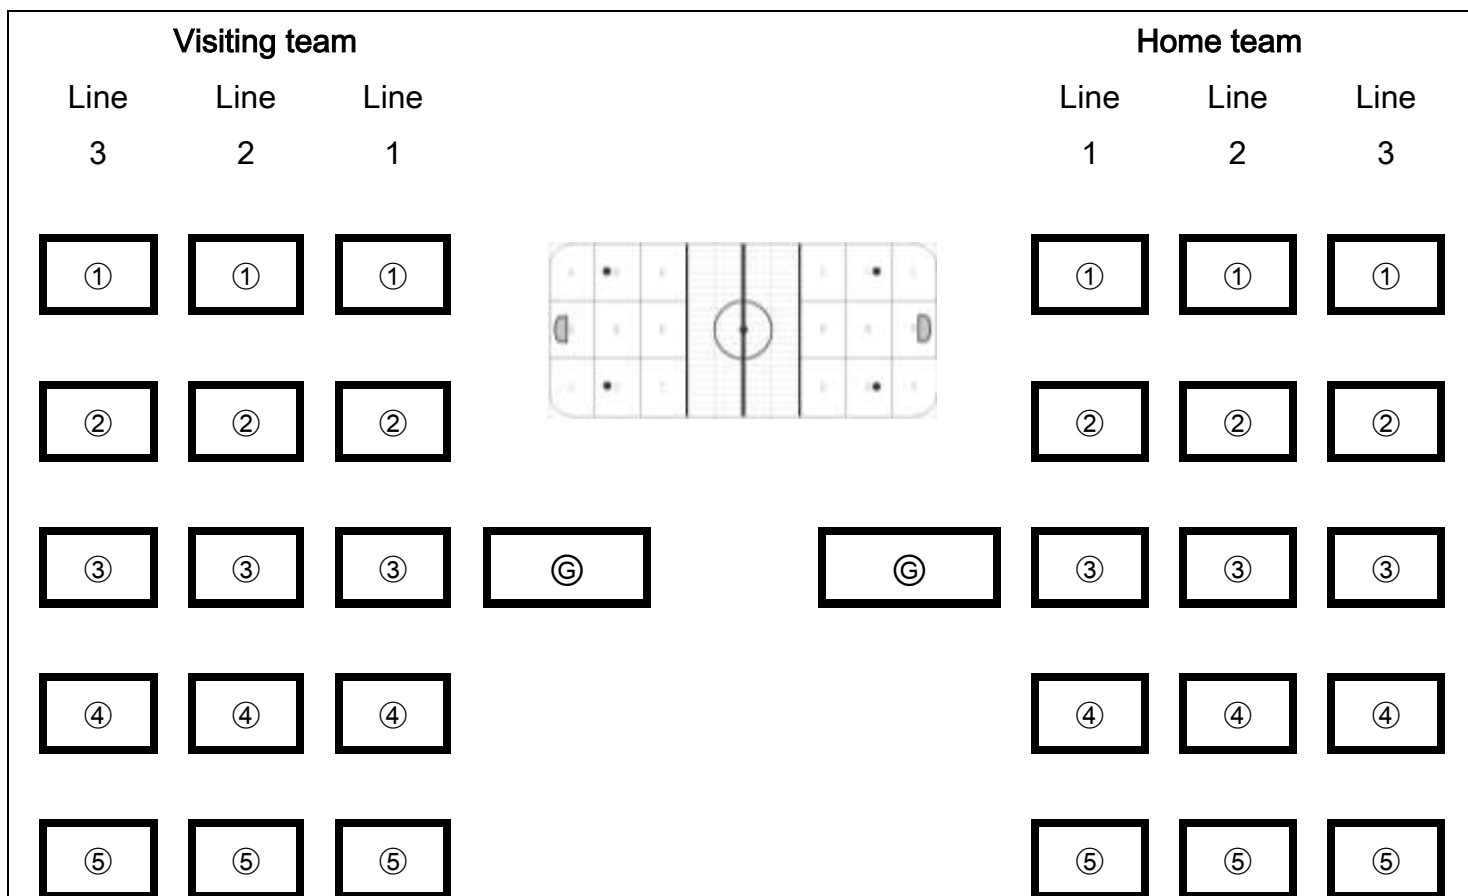 Visiting team Home team
Line Line Line Line Line Line
3 2 1 1 2 3
① ① ① ① ① ①
② ② ② ② ② ②
③ ③ ③ Ⓖ Ⓖ ③ ③ ③
④ ④ ④ ④ ④ ④
⑤ ⑤ ⑤ ⑤ ⑤ ⑤